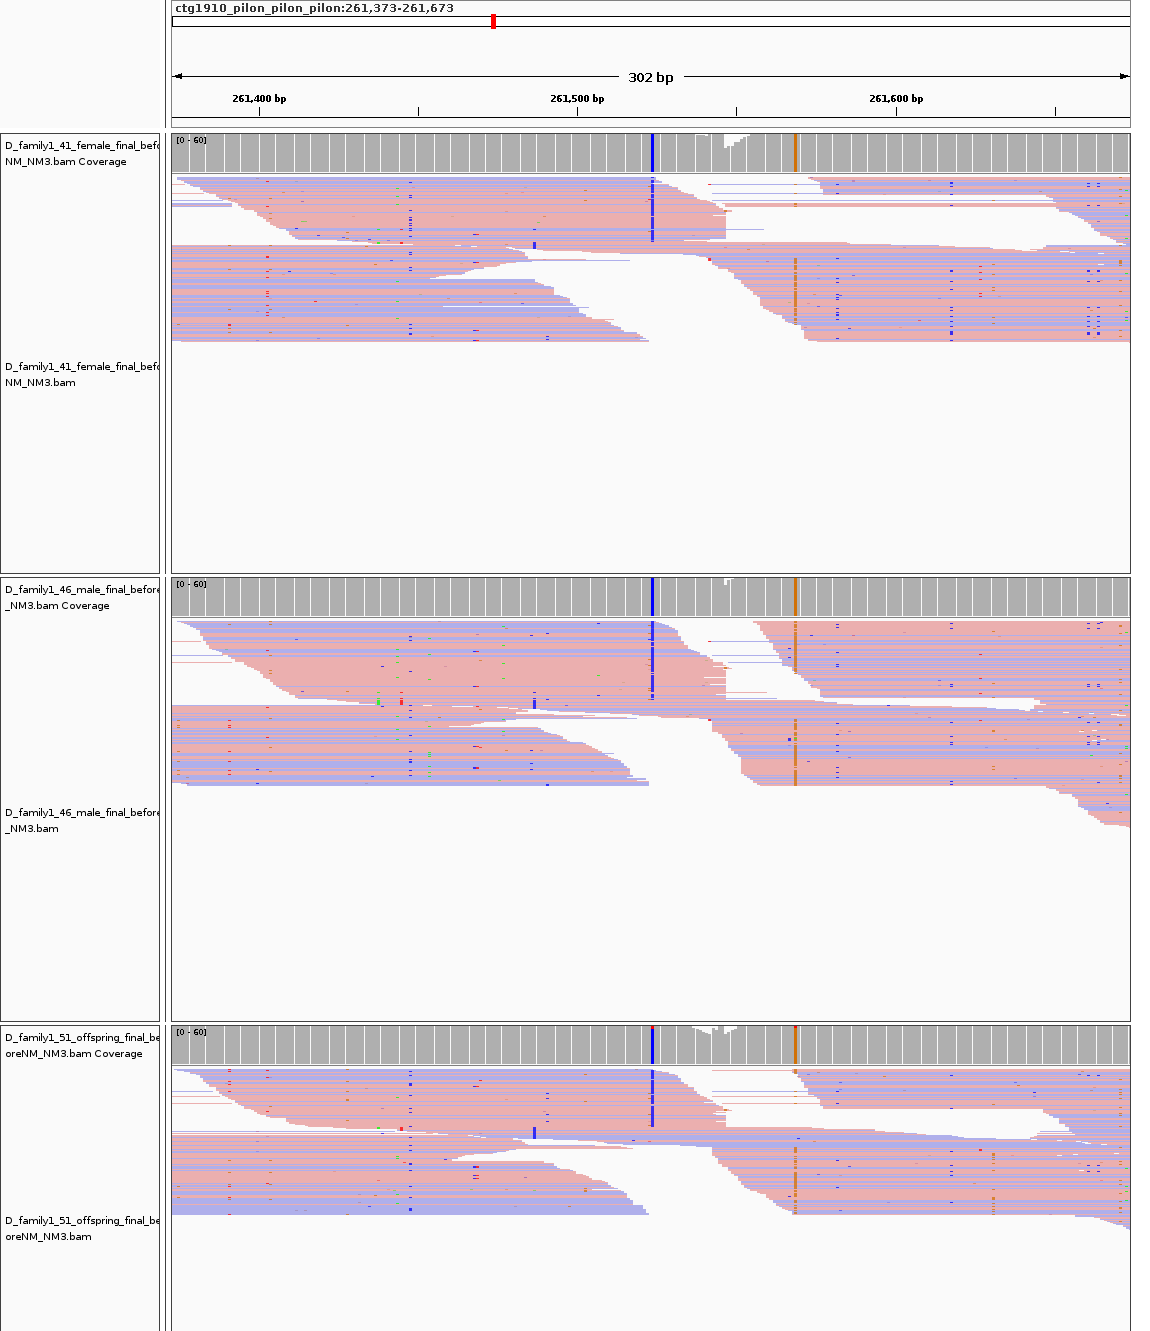 ctg1910_pilon_pilon_pilon:261,373-261,673
302 bp
261,400 bp 261,500 bp 261,600 bp
D_family1_41_female_final_befo
NM_NM3.bam Coverage
[0 - 60]
D_family1_41_female_final_befo
NM_NM3.bam
D_family1_46_male_final_before
_NM3.bam Coverage
[0 - 60]
D_family1_46_male_final_before
_NM3.bam
D_family1_51_offspring_final_be
oreNM_NM3.bam Coverage
[0 - 60]
D_family1_51_offspring_final_be
oreNM_NM3.bam